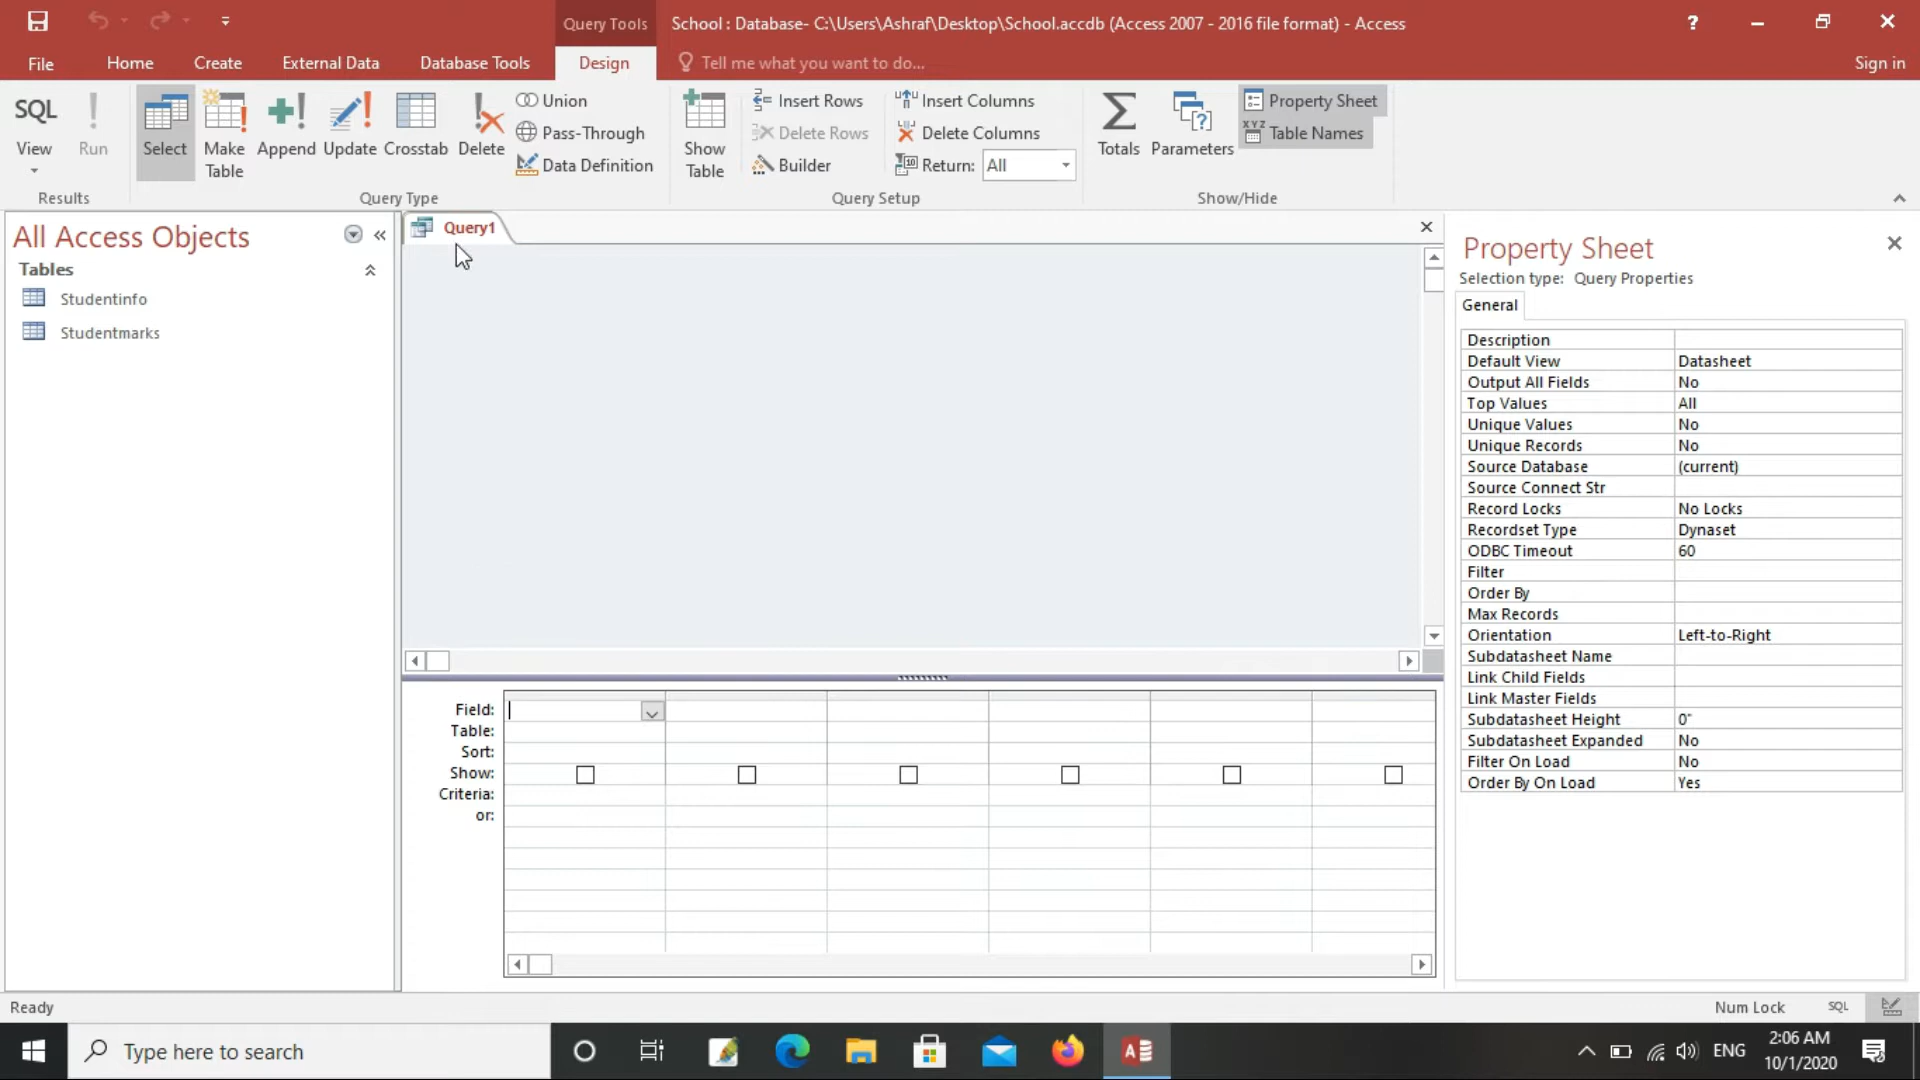 Query Tools
School : Database- C:\Users\Ashraf\Desktop\School.accdb (Access 2007 - 2016 file format) - Access
?
File
Home
Create
External Data
Database Tools
Design
Tell me what you want to do...
Sign in
SQL
View
Run
Select
Make
Table
Append
Update
Crosstab
Delete
Union
Pass-Through
Data Definition
Show
Table
Insert Rows
Delete Rows
Builder
Insert Columns
Delete Columns
Return: All
Totals
Parameters
Property Sheet
XYZ Table Names
Results
Query Type
Query Setup
Show/Hide
All Access Objects
Tables
Studentinfo
Studentmarks
Query1
Field:
Table:
Sort:
Show:
Criteria:
or:
Property Sheet
Selection type: Query Properties
General
Description
Default View Datasheet
Output All Fields No
Top Values All
Unique Values No
Unique Records No
Source Database (current)
Source Connect Str
Record Locks No Locks
Recordset Type Dynaset
ODBC Timeout 60
Filter
Order By
Max Records
Orientation Left-to-Right
Subdatasheet Name
Link Child Fields
Link Master Fields
Subdatasheet Height 0"
Subdatasheet Expanded No
Filter On Load No
Order By On Load Yes
Ready
Num Lock
SQL
Type here to search
ENG
2:06 AM
10/1/2020